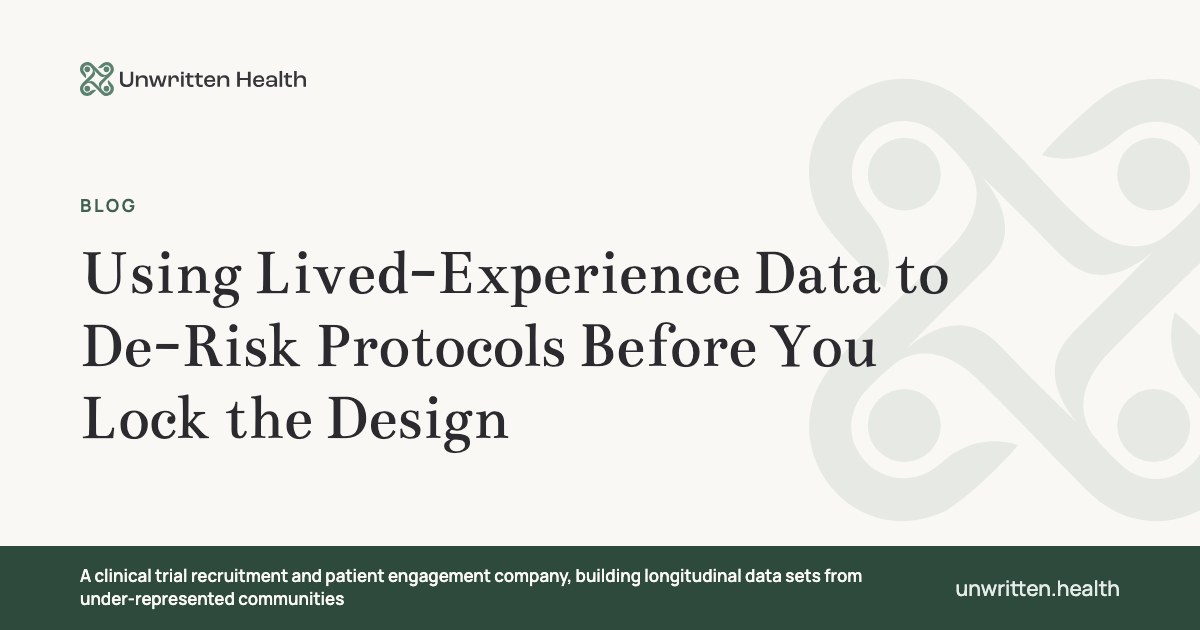 Unwritten Health
BLOG
Using Lived-Experience Data to
De-Risk Protocols Before You
Lock the Design
A clinical trial recruitment and patient engagement company, building longitudinal data sets from
under-represented communities
unwritten.health